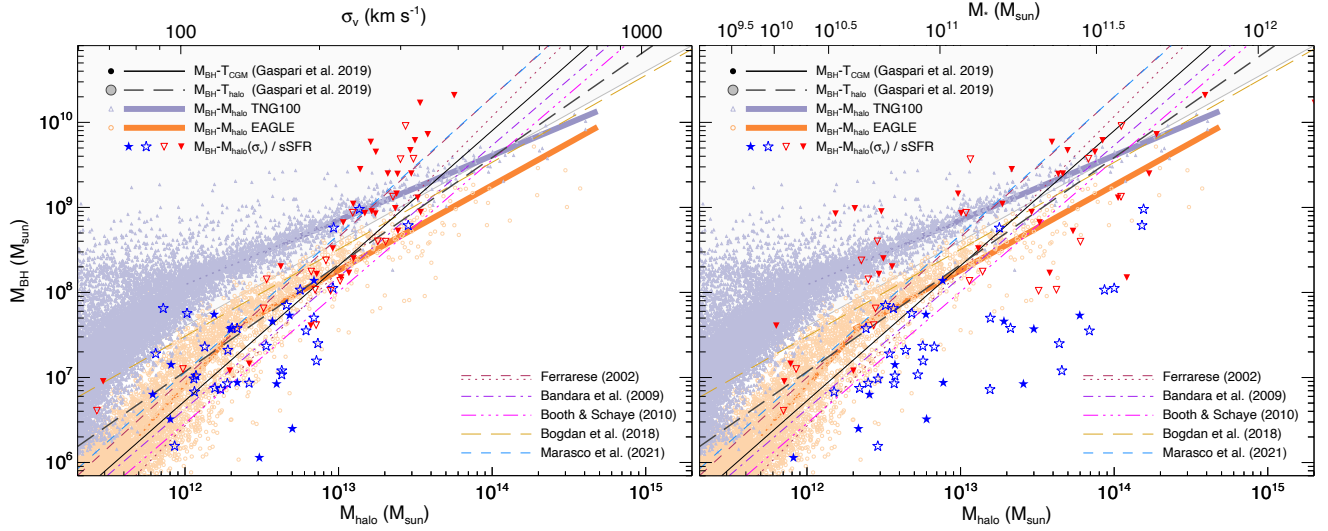 σv (km s-1)
100 1000
MBH-TCGM (Gaspari et al. 2019)
MBH-Thalo (Gaspari et al. 2019)
MBH-Mhalo TNG100
MBH-Mhalo EAGLE
MBH-Mhalo(σv) / sSFR
MBH (Msun)
10^10
10^9
10^8
10^7
10^6
Ferrarese (2002)
Bandara et al. (2009)
Booth & Schaye (2010)
Bogdan et al. (2018)
Marasco et al. (2021)
10^12 10^13 10^14 10^15
Mhalo (Msun)
M* (Msun)
10^9.5 10^10 10^10.5 10^11 10^11.5 10^12
MBH-TCGM (Gaspari et al. 2019)
MBH-Thalo (Gaspari et al. 2019)
MBH-Mhalo TNG100
MBH-Mhalo EAGLE
MBH-Mhalo(σv) / sSFR
Ferrarese (2002)
Bandara et al. (2009)
Booth & Schaye (2010)
Bogdan et al. (2018)
Marasco et al. (2021)
10^12 10^13 10^14 10^15
Mhalo (Msun)